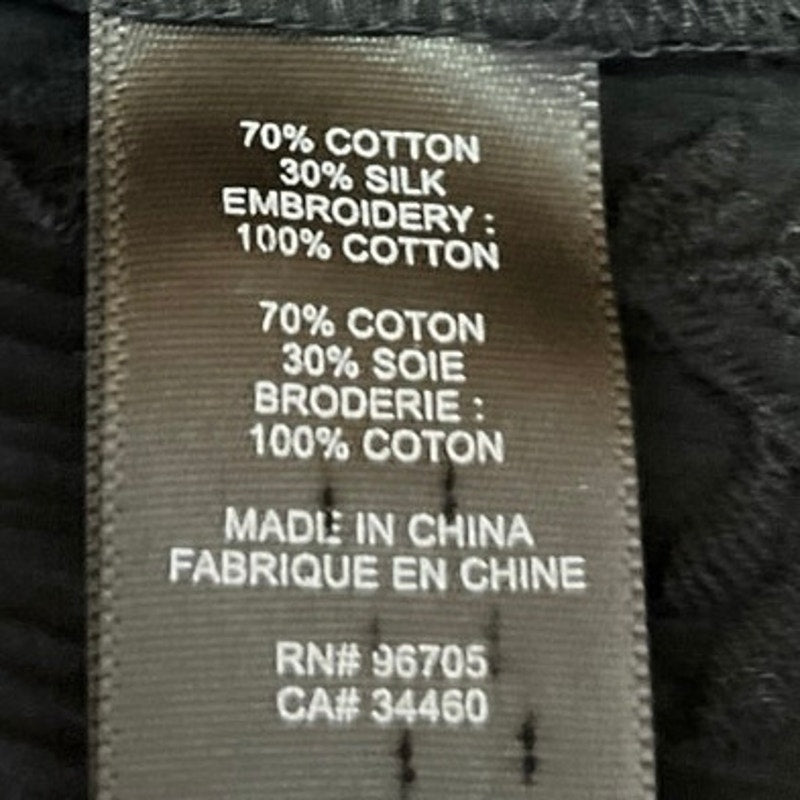 70% COTTON
30% SILK
EMBROIDERY :
100% COTTON
70% COTON
30% SOIE
BRODERIE :
100% COTON
MADE IN CHINA
FABRIQUE EN CHINE
RN# 96705
CA# 34460